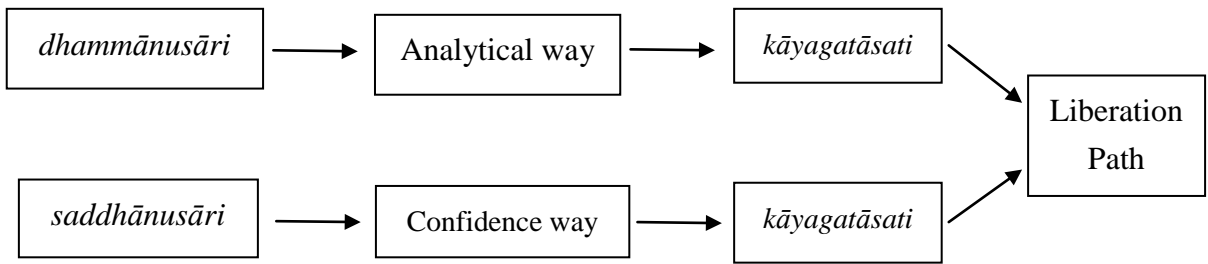 dhammānusāri
Analytical way
kāyagatāsati
Liberation
Path
saddhānusāri
Confidence way
kāyagatāsati